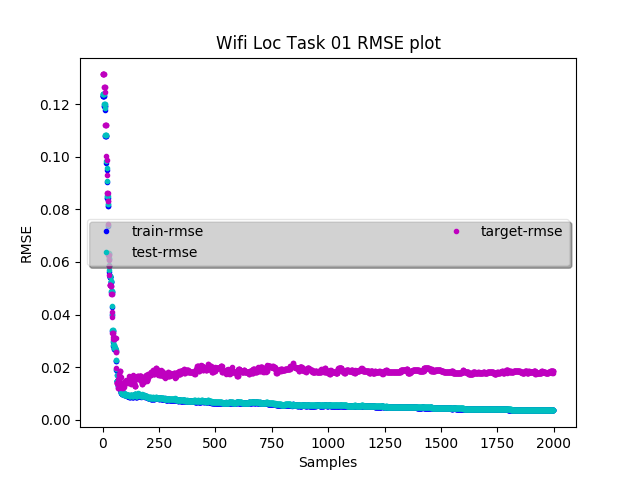 Wifi Loc Task 01 RMSE plot
RMSE
0.12
0.10
0.08
0.06
0.04
0.02
0.00
train-rmse
test-rmse
target-rmse
0 250 500 750 1000 1250 1500 1750 2000
Samples